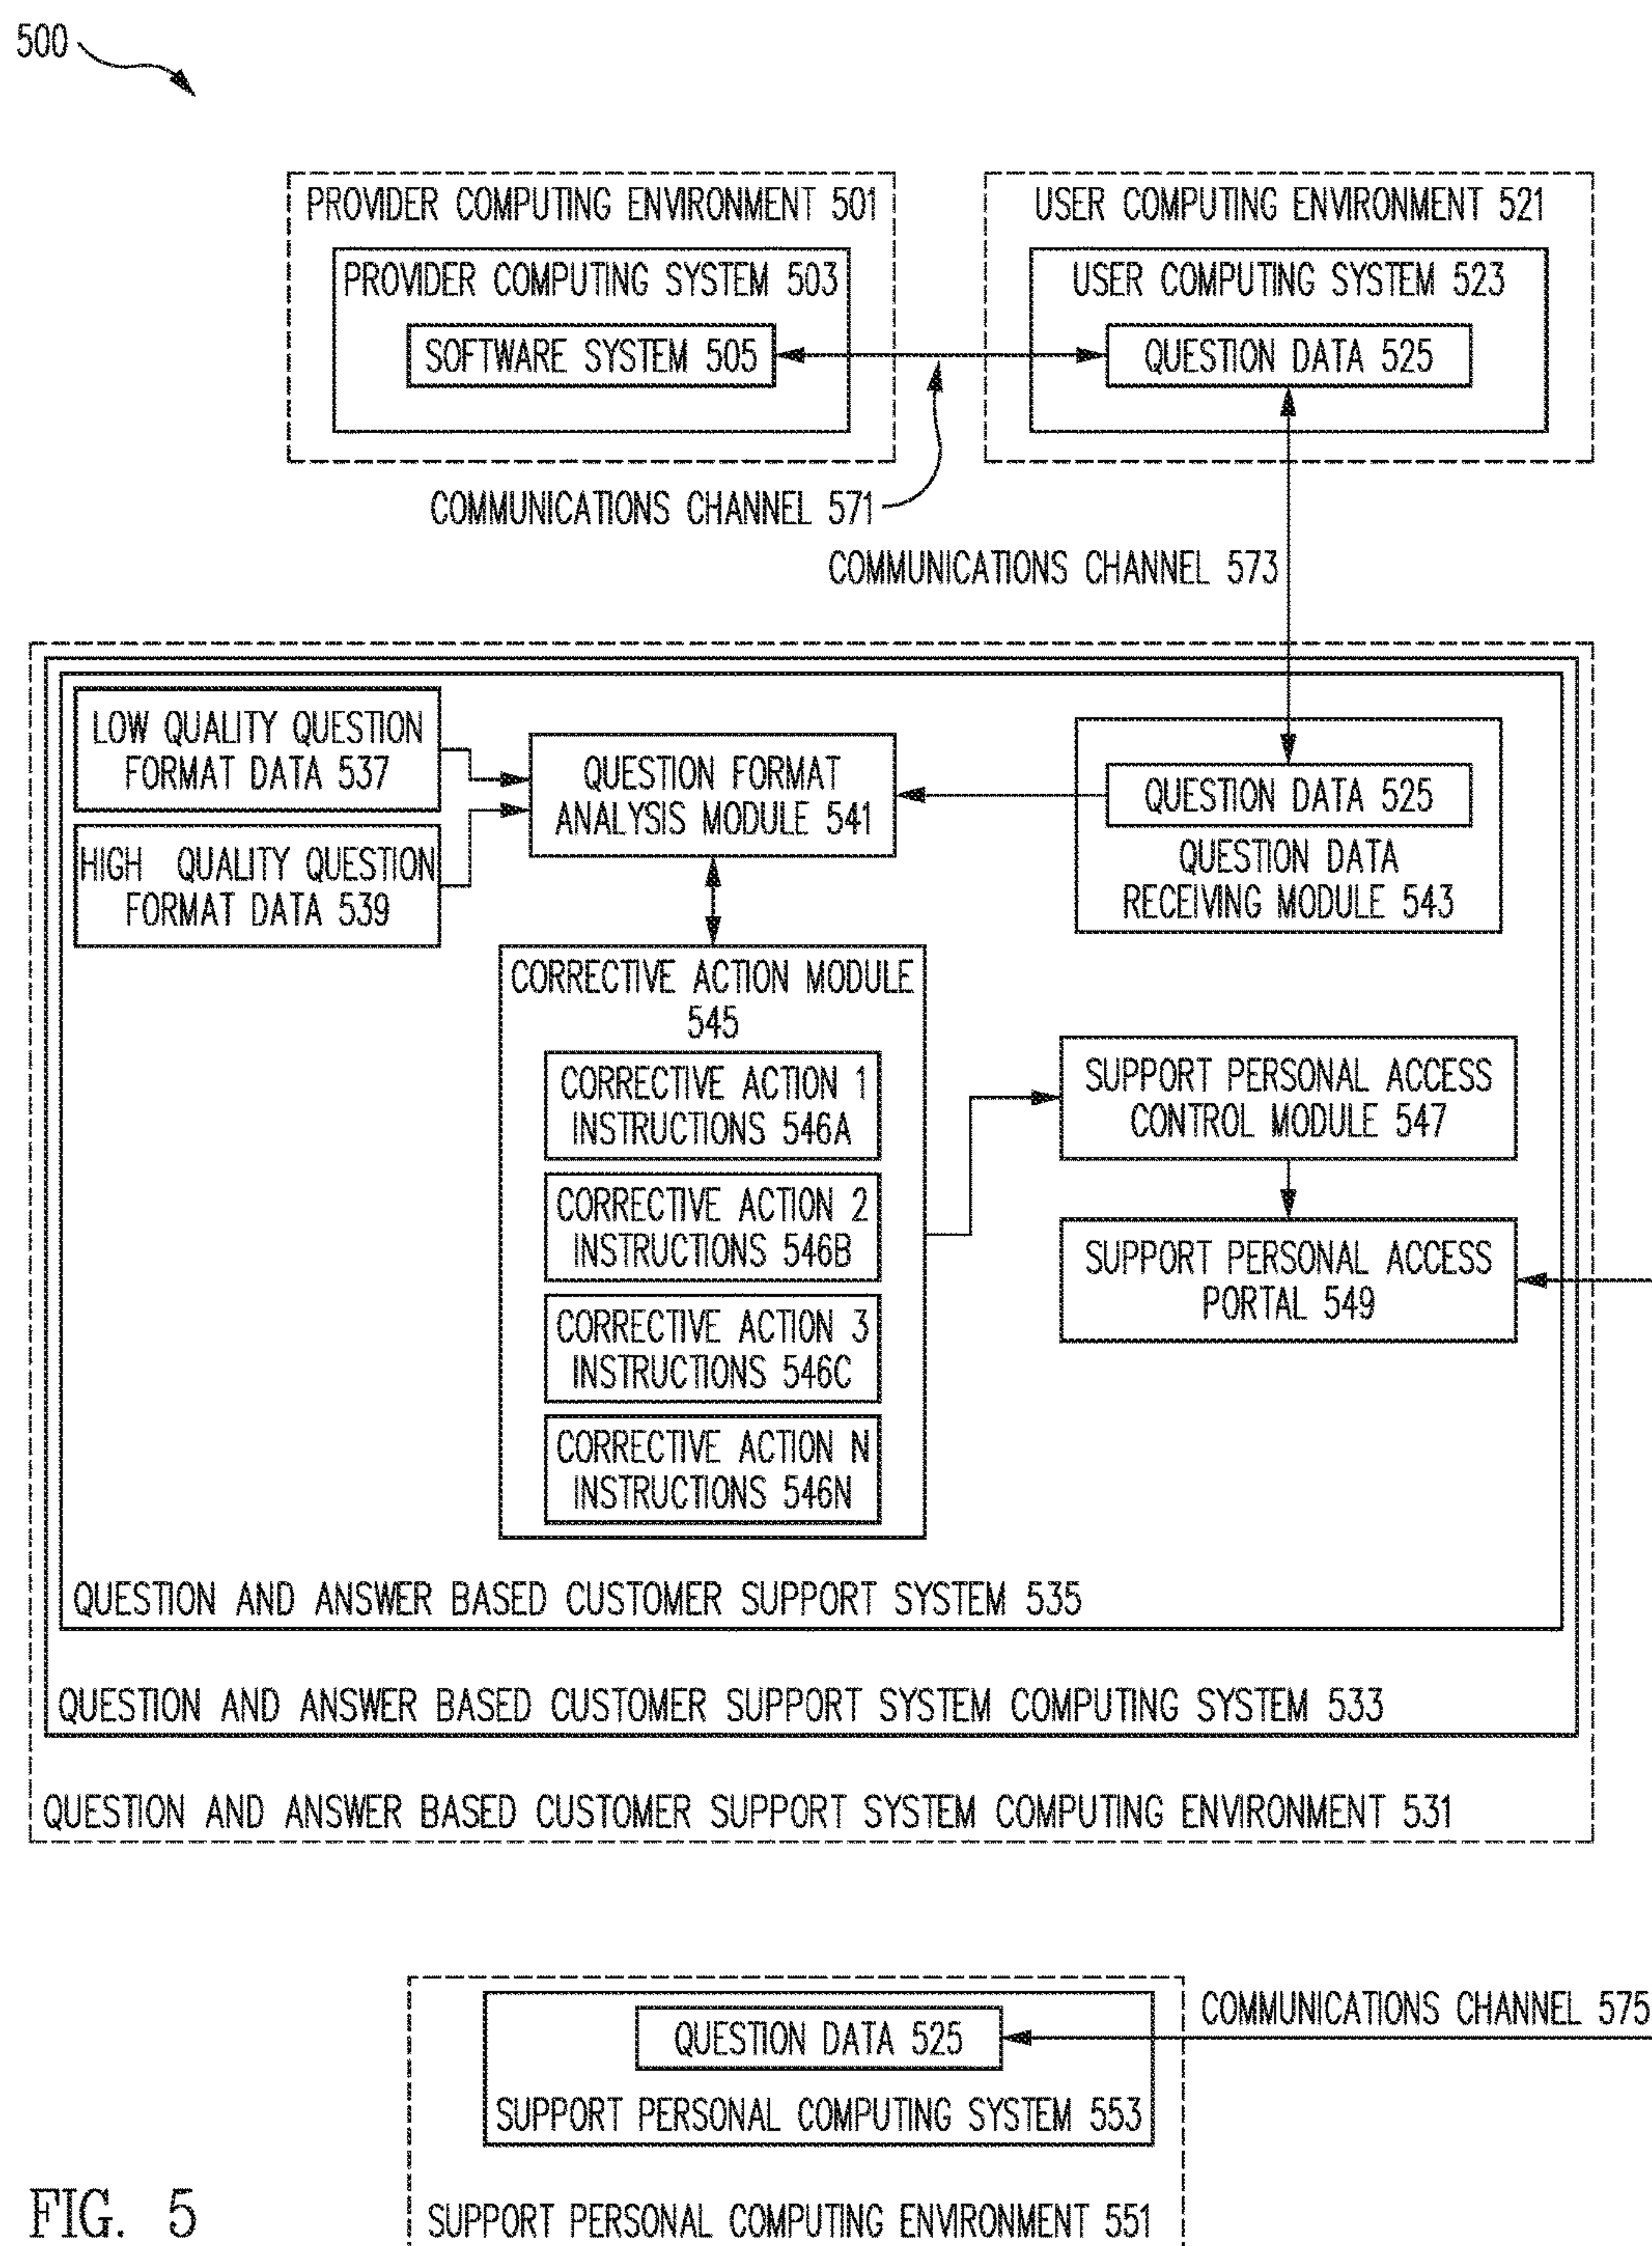 500
PROVIDER COMPUTING ENVIRONMENT 501
PROVIDER COMPUTING SYSTEM 503
SOFTWARE SYSTEM 505
USER COMPUTING ENVIRONMENT 521
USER COMPUTING SYSTEM 523
QUESTION DATA 525
COMMUNICATIONS CHANNEL 571
COMMUNICATIONS CHANNEL 573
LOW QUALITY QUESTION
FORMAT DATA 537
HIGH QUALITY QUESTION
FORMAT DATA 539
QUESTION FORMAT
ANALYSIS MODULE 541
QUESTION DATA 525
QUESTION DATA
RECEIVING MODULE 543
CORRECTIVE ACTION MODULE
545
CORRECTIVE ACTION 1
INSTRUCTIONS 546A
CORRECTIVE ACTION 2
INSTRUCTIONS 546B
CORRECTIVE ACTION 3
INSTRUCTIONS 546C
CORRECTIVE ACTION N
INSTRUCTIONS 546N
SUPPORT PERSONAL ACCESS
CONTROL MODULE 547
SUPPORT PERSONAL ACCESS
PORTAL 549
QUESTION AND ANSWER BASED CUSTOMER SUPPORT SYSTEM 535
QUESTION AND ANSWER BASED CUSTOMER SUPPORT SYSTEM COMPUTING SYSTEM 533
QUESTION AND ANSWER BASED CUSTOMER SUPPORT SYSTEM COMPUTING ENVIRONMENT 531
COMMUNICATIONS CHANNEL 575
QUESTION DATA 525
SUPPORT PERSONAL COMPUTING SYSTEM 553
SUPPORT PERSONAL COMPUTING ENVIRONMENT 551
FIG. 5